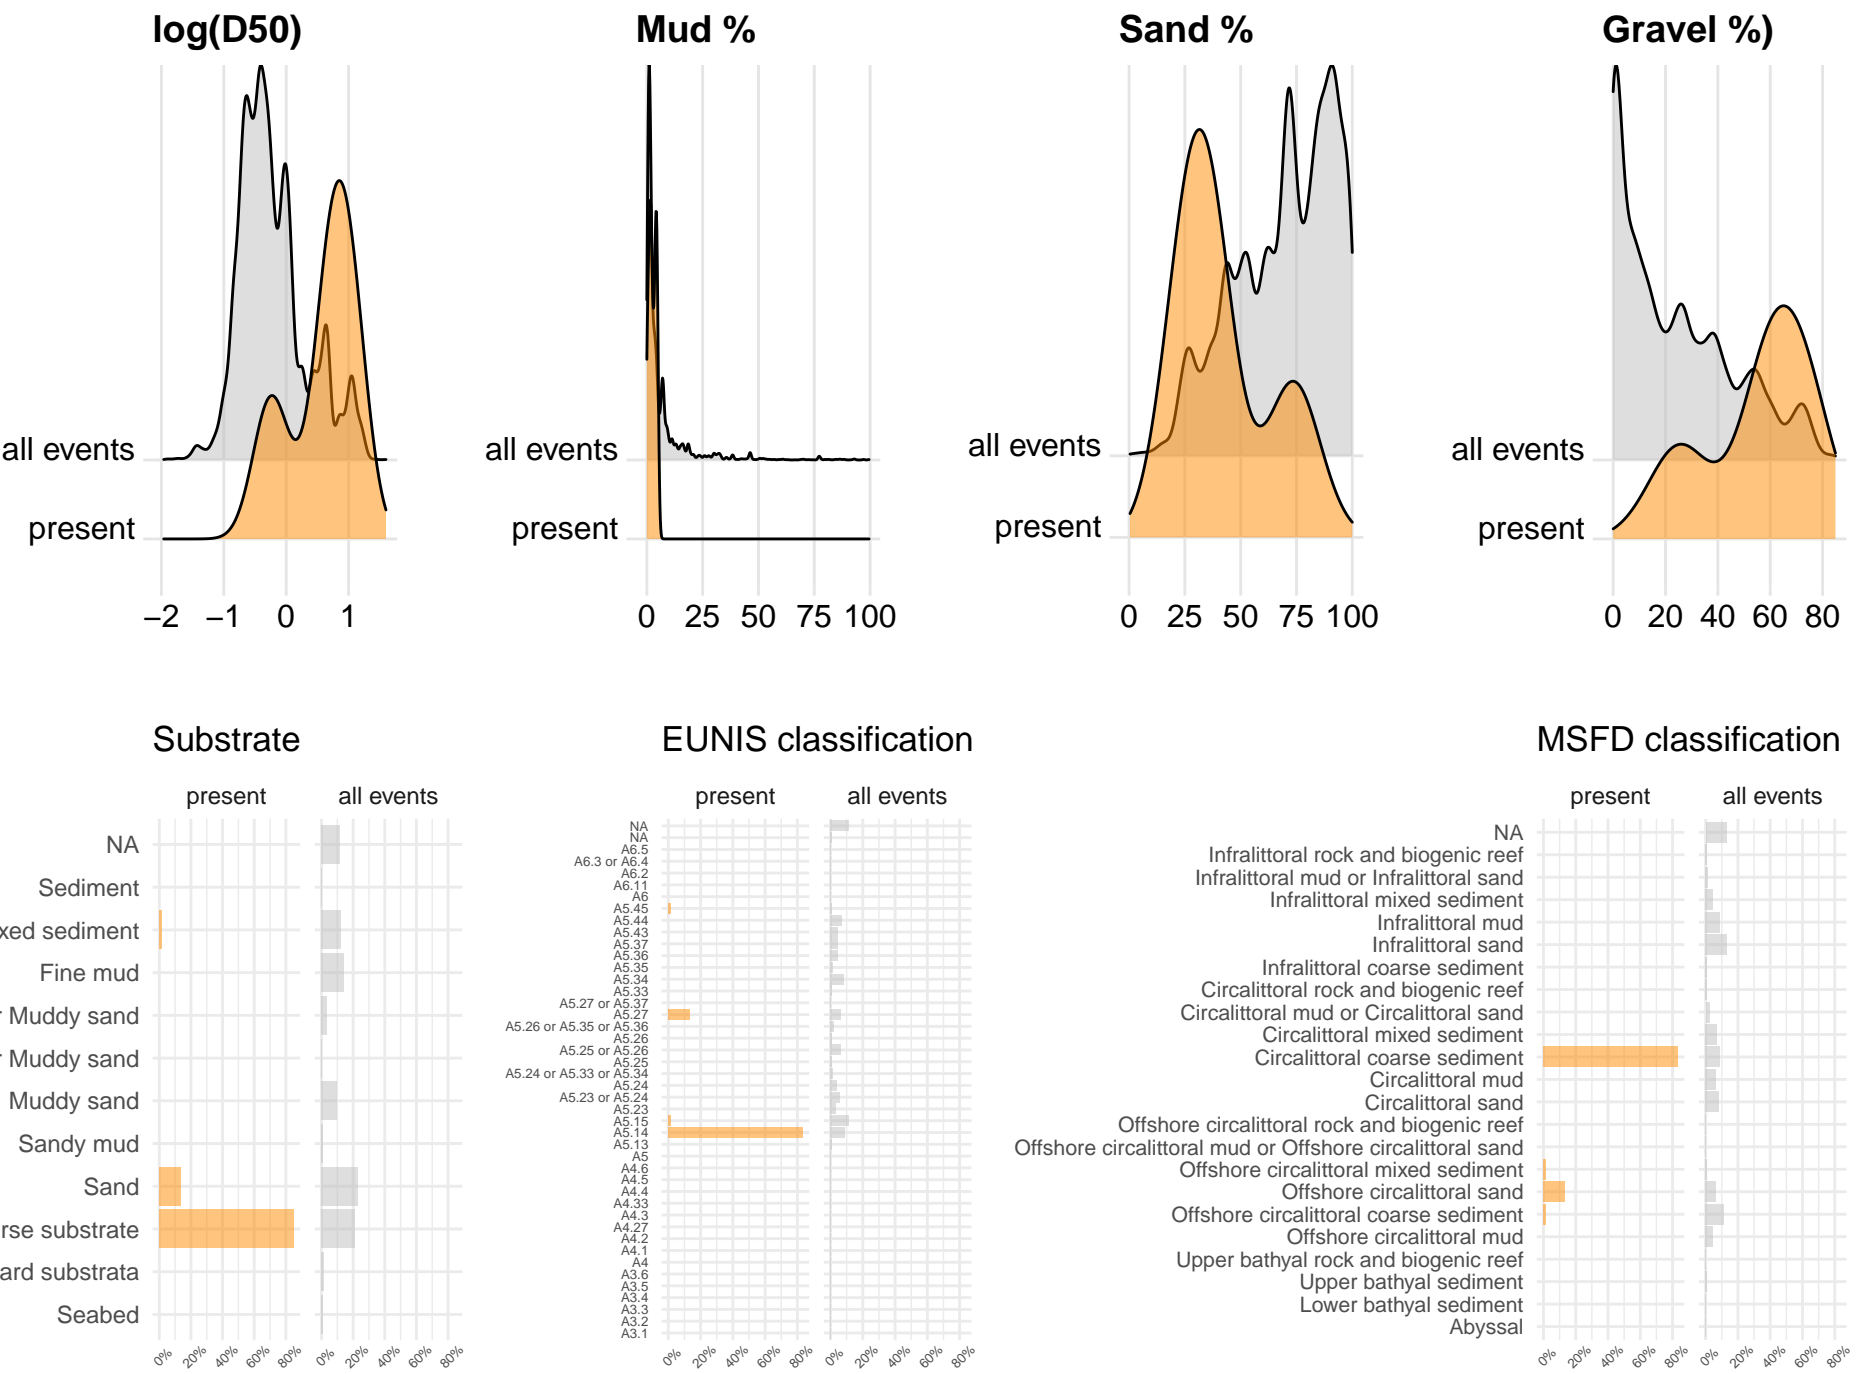 log(D50) Mud % Sand % Gravel %)
all events all events all events all events
present present present present
−2 −1 0 1 0 25 50 75 100 0 25 50 75 100 0 20 40 60 80
Substrate
present all events
NA
Sediment
xed sediment
Fine mud
r Muddy sand
r Muddy sand
Muddy sand
Sandy mud
Sand
rse substrate
ard substrata
Seabed
0% 20% 40% 60% 80% 0% 20% 40% 60% 80%
EUNIS classification
present all events
NA
NA
A6.5
A6.3 or A6.4
A6.2
A6.11
A6
A5.45
A5.44
A5.43
A5.37
A5.36
A5.35
A5.34
A5.33
A5.27 or A5.37
A5.27
A5.26 or A5.35 or A5.36
A5.26
A5.25 or A5.26
A5.25
A5.24 or A5.33 or A5.34
A5.24
A5.23 or A5.24
A5.23
A5.15
A5.14
A5.13
A5
A4.6
A4.5
A4.4
A4.33
A4.3
A4.27
A4.2
A4.1
A4
A3.6
A3.5
A3.4
A3.3
A3.2
A3.1
0% 20% 40% 60% 80% 0% 20% 40% 60% 80%
MSFD classification
present all events
NA
Infralittoral rock and biogenic reef
Infralittoral mud or Infralittoral sand
Infralittoral mixed sediment
Infralittoral mud
Infralittoral sand
Infralittoral coarse sediment
Circalittoral rock and biogenic reef
Circalittoral mud or Circalittoral sand
Circalittoral mixed sediment
Circalittoral coarse sediment
Circalittoral mud
Circalittoral sand
Offshore circalittoral rock and biogenic reef
Offshore circalittoral mud or Offshore circalittoral sand
Offshore circalittoral mixed sediment
Offshore circalittoral sand
Offshore circalittoral coarse sediment
Offshore circalittoral mud
Upper bathyal rock and biogenic reef
Upper bathyal sediment
Lower bathyal sediment
Abyssal
0% 20% 40% 60% 80% 0% 20% 40% 60% 80%